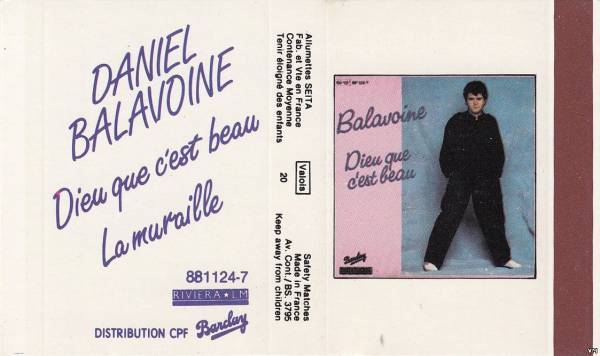 DANIEL
BALAVOINE
Dieu que c'est beau
La muraille
881124-7
RIVIERA ★ LM
DISTRIBUTION CPF Barclay
Allumettes SEITA
Fab. et Vte en France
Contenance Moyenne
Tenir éloigné des enfants
Valois
20
Safety Matches
Made in France
Av. Cont./BS. 3795
Keep away from children
Balavoine
Dieu que
c'est beau
Barclay